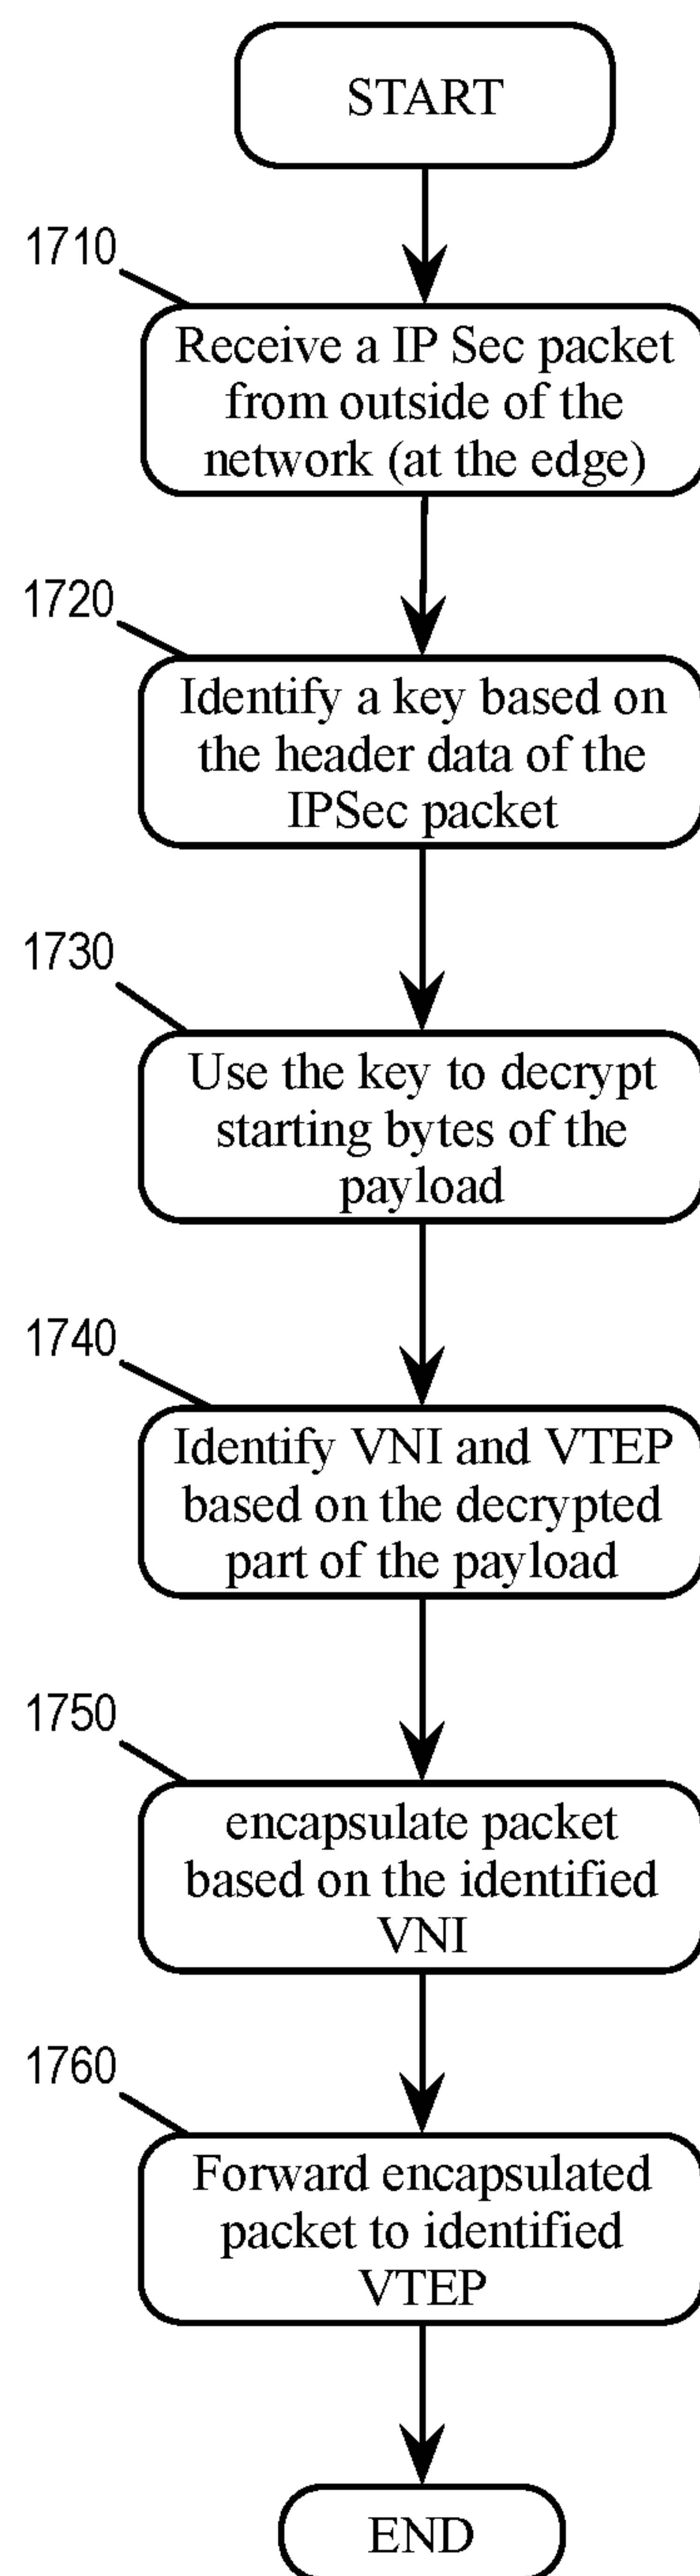 START
1710
Receive a IP Sec packet
from outside of the
network (at the edge)
1720
Identify a key based on
the header data of the
IPSec packet
1730
Use the key to decrypt
starting bytes of the
payload
1740
Identify VNI and VTEP
based on the decrypted
part of the payload
1750
encapsulate packet
based on the identified
VNI
1760
Forward encapsulated
packet to identified
VTEP
END